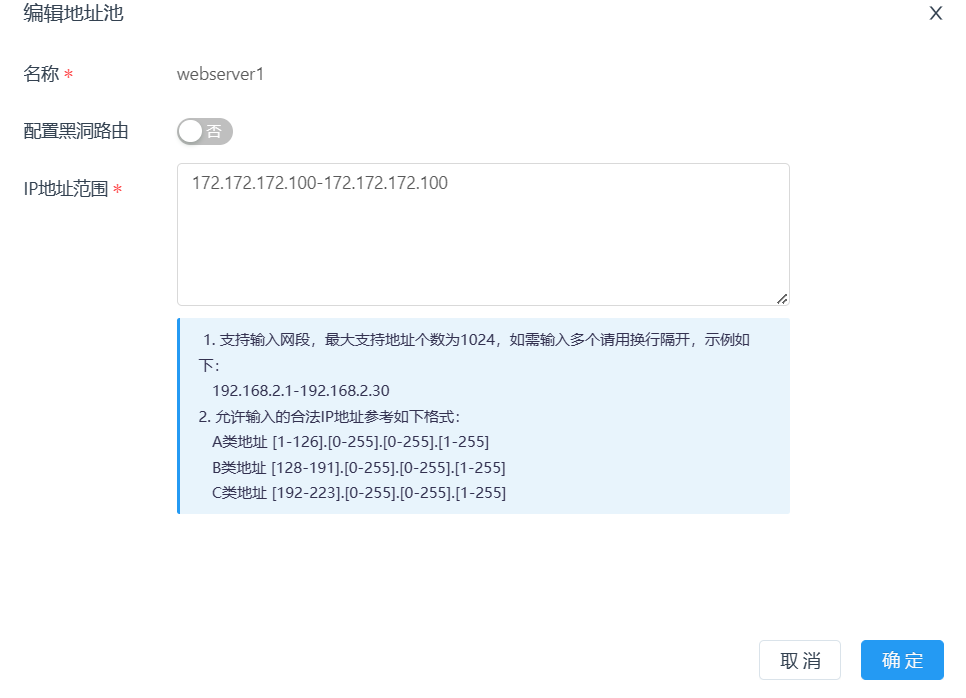 编辑地址池 X
名称 * webserver1
配置黑洞路由 否
IP地址范围 * 172.172.172.100-172.172.172.100
1. 支持输入网段，最大支持地址个数为1024，如需输入多个请用换行隔开，示例如
下：
192.168.2.1-192.168.2.30
2. 允许输入的合法IP地址参考如下格式：
A类地址 [1-126].[0-255].[0-255].[1-255]
B类地址 [128-191].[0-255].[0-255].[1-255]
C类地址 [192-223].[0-255].[0-255].[1-255]
取消 确定